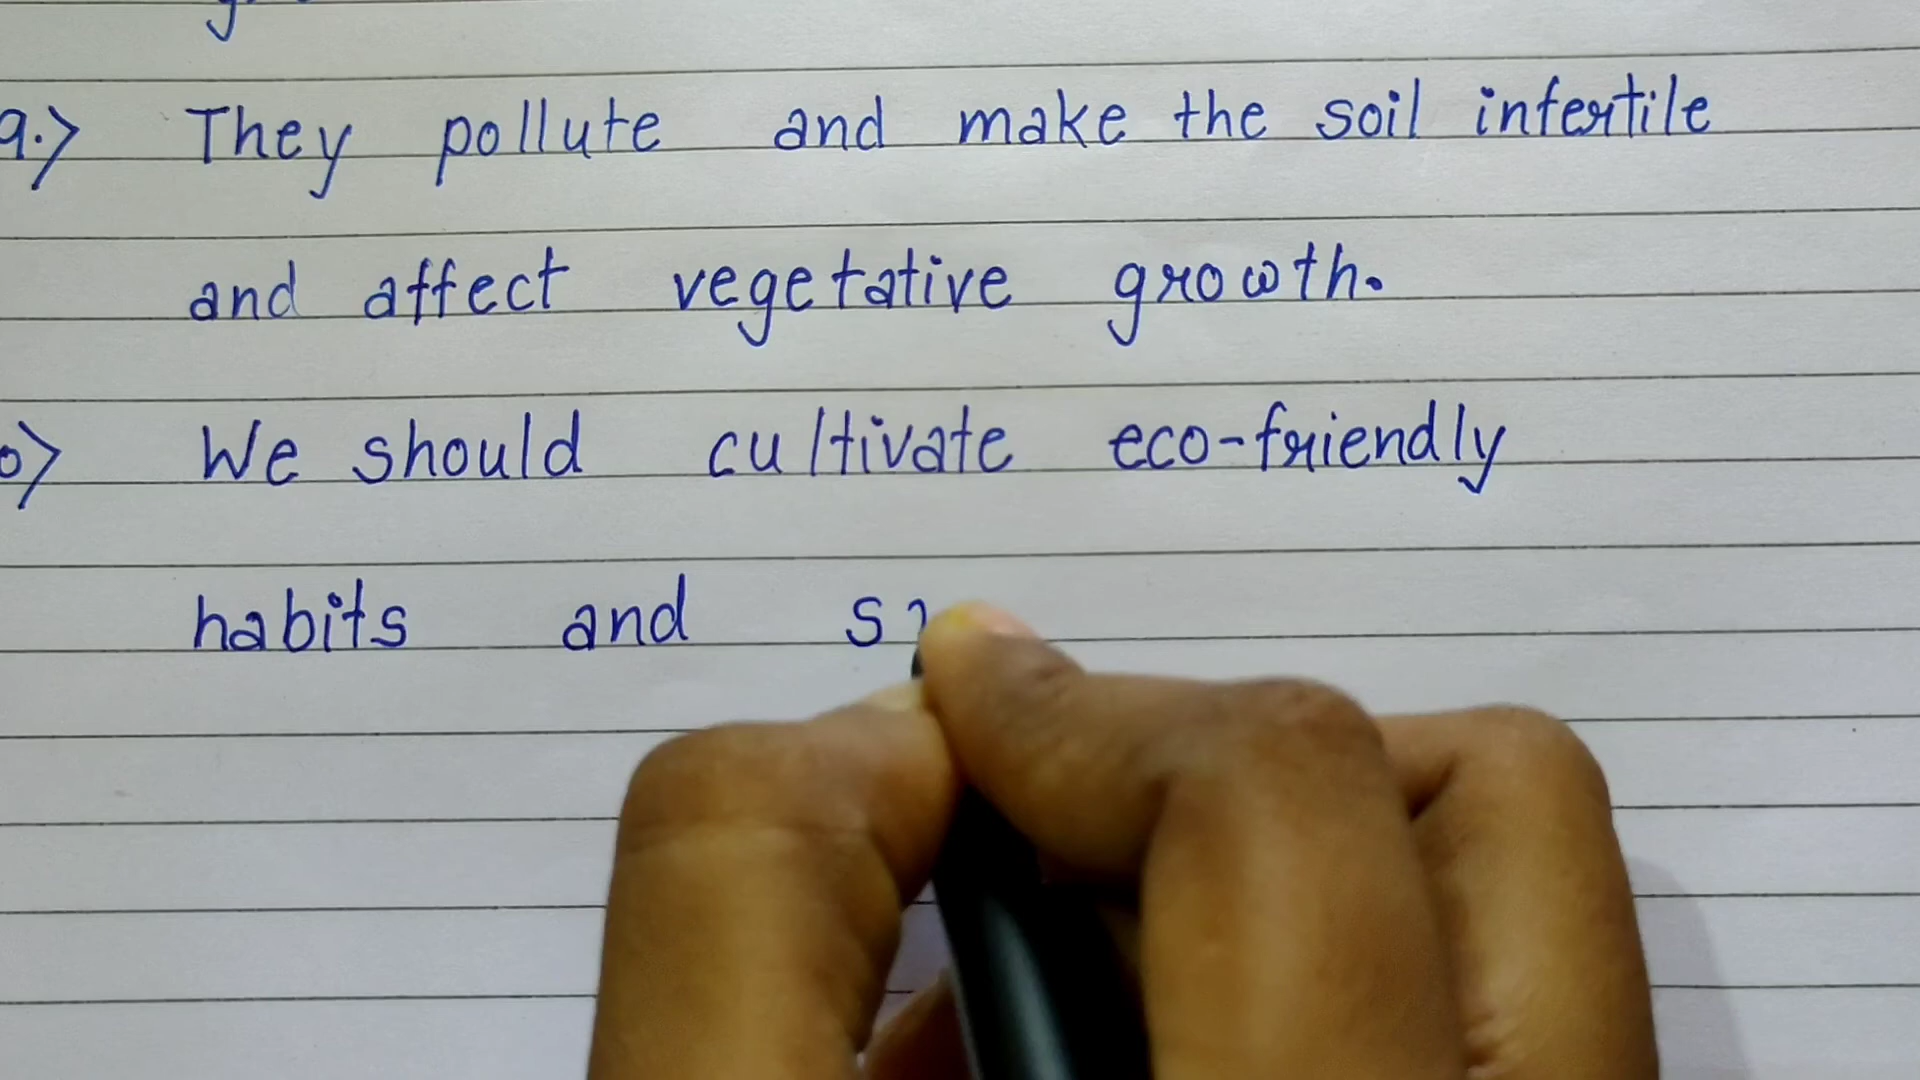 9.> They pollute and make the soil infertile
and affect vegetative growth.
We should cultivate eco-friendly
habits and